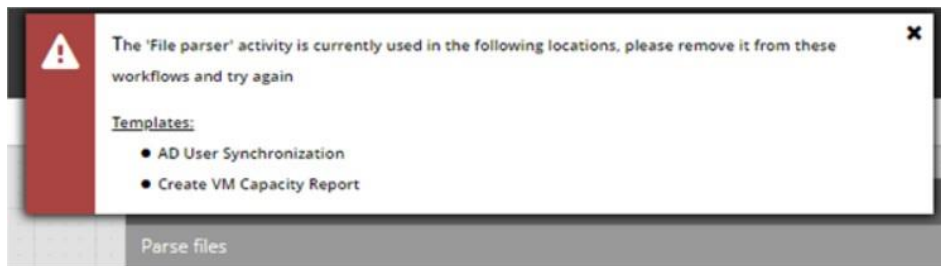 The 'File parser' activity is currently used in the following locations, please remove it from these
workflows and try again
Templates:
● AD User Synchronization
● Create VM Capacity Report
Parse files